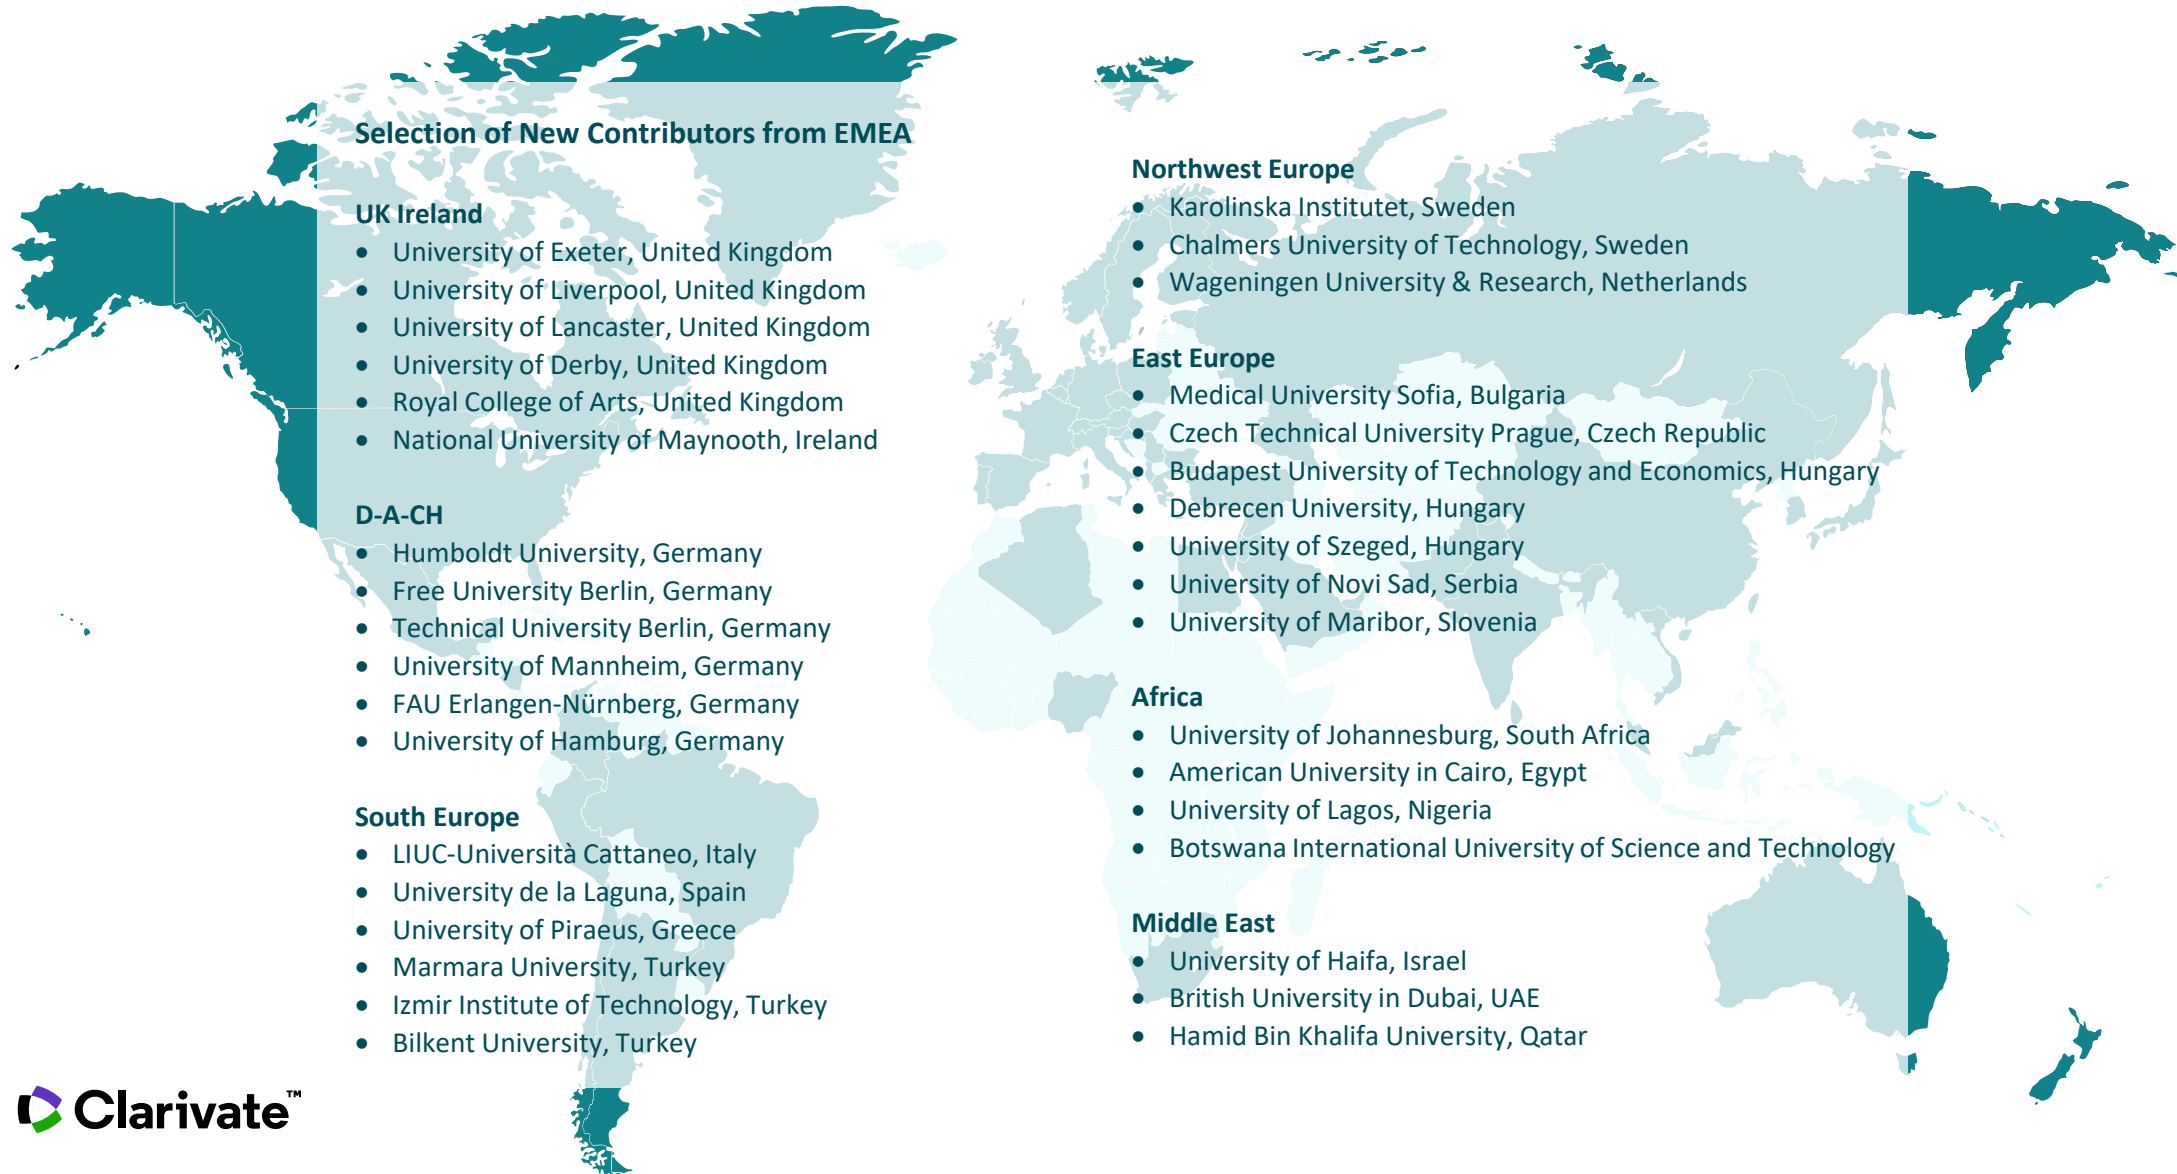 Selection of New Contributors from EMEA
UK Ireland
• University of Exeter, United Kingdom
• University of Liverpool, United Kingdom
• University of Lancaster, United Kingdom
• University of Derby, United Kingdom
• Royal College of Arts, United Kingdom
• National University of Maynooth, Ireland
D-A-CH
• Humboldt University, Germany
• Free University Berlin, Germany
• Technical University Berlin, Germany
• University of Mannheim, Germany
• FAU Erlangen-Nürnberg, Germany
• University of Hamburg, Germany
South Europe
• LIUC-Università Cattaneo, Italy
• University de la Laguna, Spain
• University of Piraeus, Greece
• Marmara University, Turkey
• Izmir Institute of Technology, Turkey
• Bilkent University, Turkey
Northwest Europe
• Karolinska Institutet, Sweden
• Chalmers University of Technology, Sweden
• Wageningen University & Research, Netherlands
East Europe
• Medical University Sofia, Bulgaria
• Czech Technical University Prague, Czech Republic
• Budapest University of Technology and Economics, Hungary
• Debrecen University, Hungary
• University of Szeged, Hungary
• University of Novi Sad, Serbia
• University of Maribor, Slovenia
Africa
• University of Johannesburg, South Africa
• American University in Cairo, Egypt
• University of Lagos, Nigeria
• Botswana International University of Science and Technology
Middle East
• University of Haifa, Israel
• British University in Dubai, UAE
• Hamid Bin Khalifa University, Qatar
Clarivate™